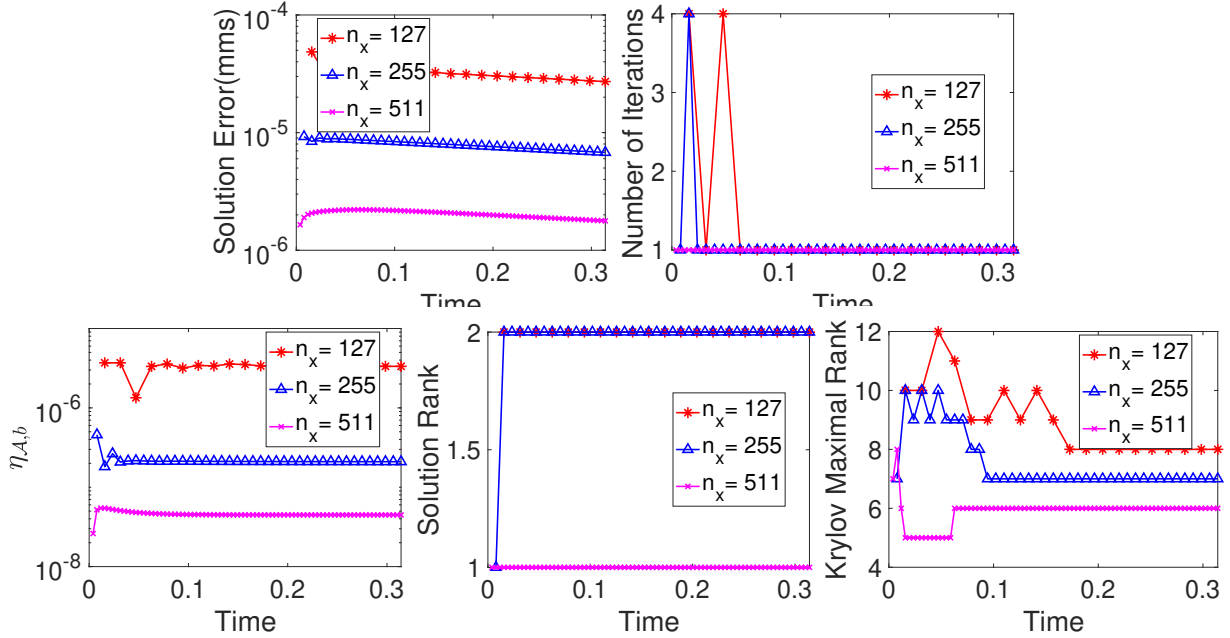 Solution Error(mms)
10^-4
10^-5
10^-6
n_x= 127
n_x= 255
n_x= 511
0
0.1
0.2
0.3
Time
Number of Iterations
4
3
2
1
n_x= 127
n_x= 255
n_x= 511
0
0.1
0.2
0.3
Time
η_A,b
10^-6
10^-8
n_x= 127
n_x= 255
n_x= 511
0
0.1
0.2
0.3
Time
Solution Rank
2
1
n_x= 127
n_x= 255
n_x= 511
0
0.1
0.2
0.3
Time
Krylov Maximal Rank
12
10
8
6
4
n_x= 127
n_x= 255
n_x= 511
0
0.1
0.2
0.3
Time